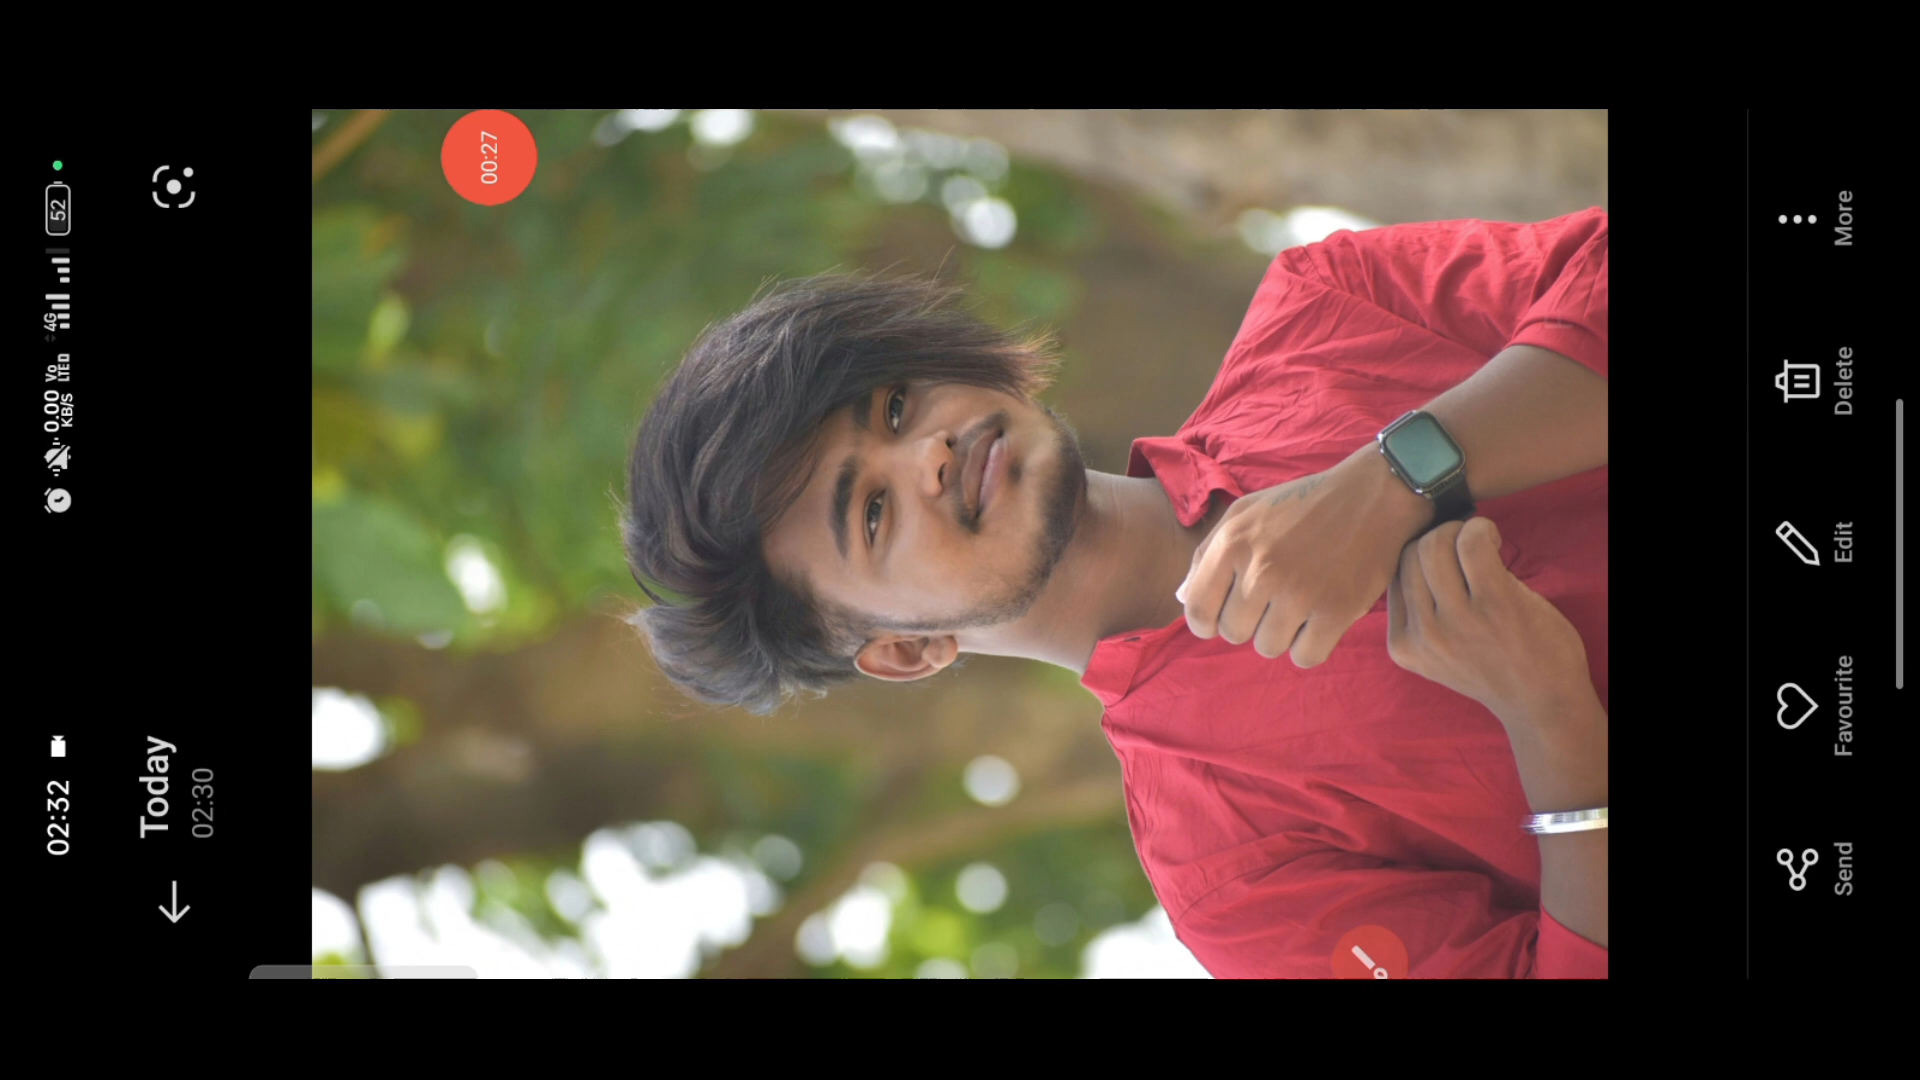 02:32
0.00 KB/S
Vo LTE
4G
52
Today
02:30
00:27
Send
Favourite
Edit
Delete
More